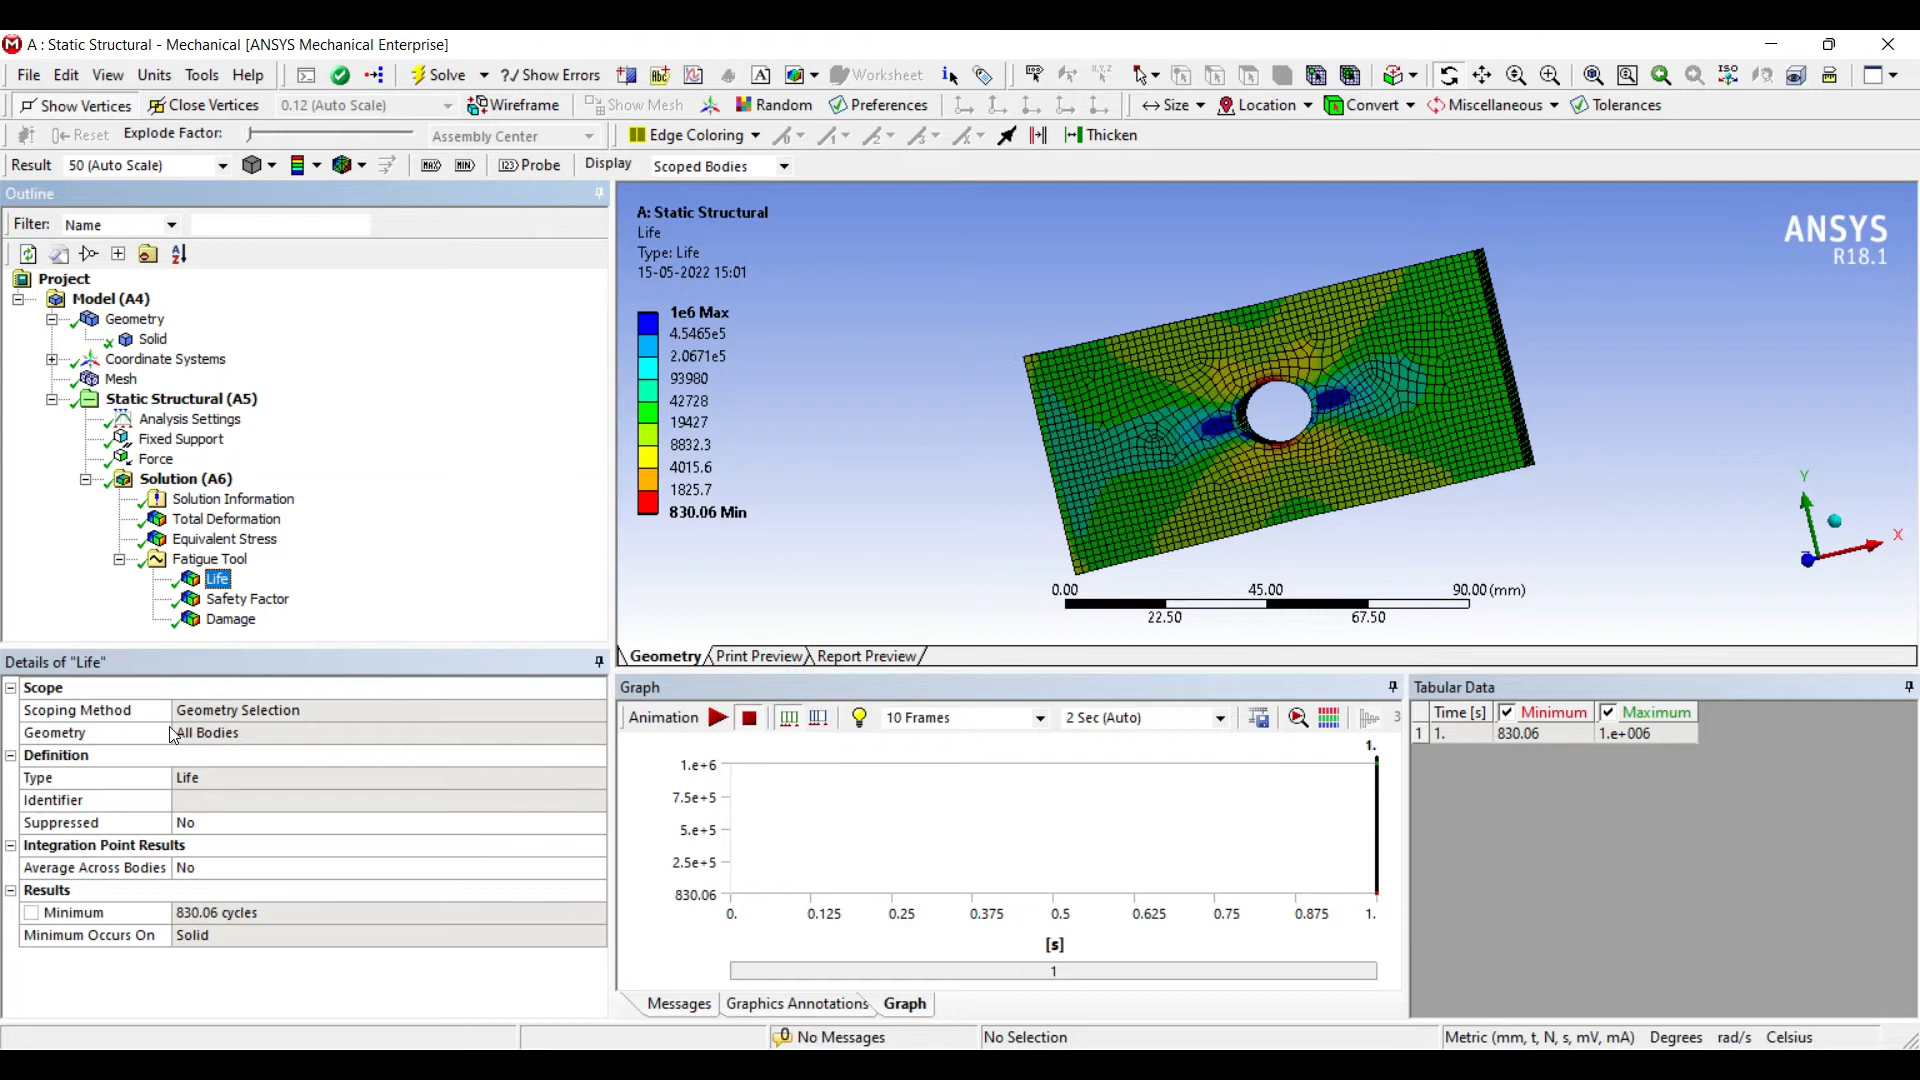 A : Static Structural - Mechanical [ANSYS Mechanical Enterprise]
File Edit View Units Tools Help Solve ?/ Show Errors Worksheet
Show Vertices Close Vertices 0.12 (Auto Scale) Wireframe Show Mesh Random Preferences Size Location Convert Miscellaneous Tolerances
Reset Explode Factor: Assembly Center Edge Coloring Thicken
Result 50 (Auto Scale) MAX MIN Probe Display Scoped Bodies
Outline
Filter: Name
Project
Model (A4)
Geometry
Solid
Coordinate Systems
Mesh
Static Structural (A5)
Analysis Settings
Fixed Support
Force
Solution (A6)
Solution Information
Total Deformation
Equivalent Stress
Fatigue Tool
Life
Safety Factor
Damage
A: Static Structural
Life
Type: Life
15-05-2022 15:01
1e6 Max
4.5465e5
2.0671e5
93980
42728
19427
8832.3
4015.6
1825.7
830.06 Min
ANSYS
R18.1
Y
X
0.00 45.00 90.00 (mm)
22.50 67.50
Geometry Print Preview Report Preview
Details of "Life"
Scope
Scoping Method Geometry Selection
Geometry All Bodies
Definition
Type Life
Identifier
Suppressed No
Integration Point Results
Average Across Bodies No
Results
Minimum 830.06 cycles
Minimum Occurs On Solid
Graph
Animation 10 Frames 2 Sec (Auto) 3
1.
1.e+6
7.5e+5
5.e+5
2.5e+5
830.06
0. 0.125 0.25 0.375 0.5 0.625 0.75 0.875 1.
[s]
1
Messages Graphics Annotations Graph
Tabular Data
Time [s] Minimum Maximum
1 1. 830.06 1.e+006
No Messages No Selection Metric (mm, t, N, s, mV, mA) Degrees rad/s Celsius